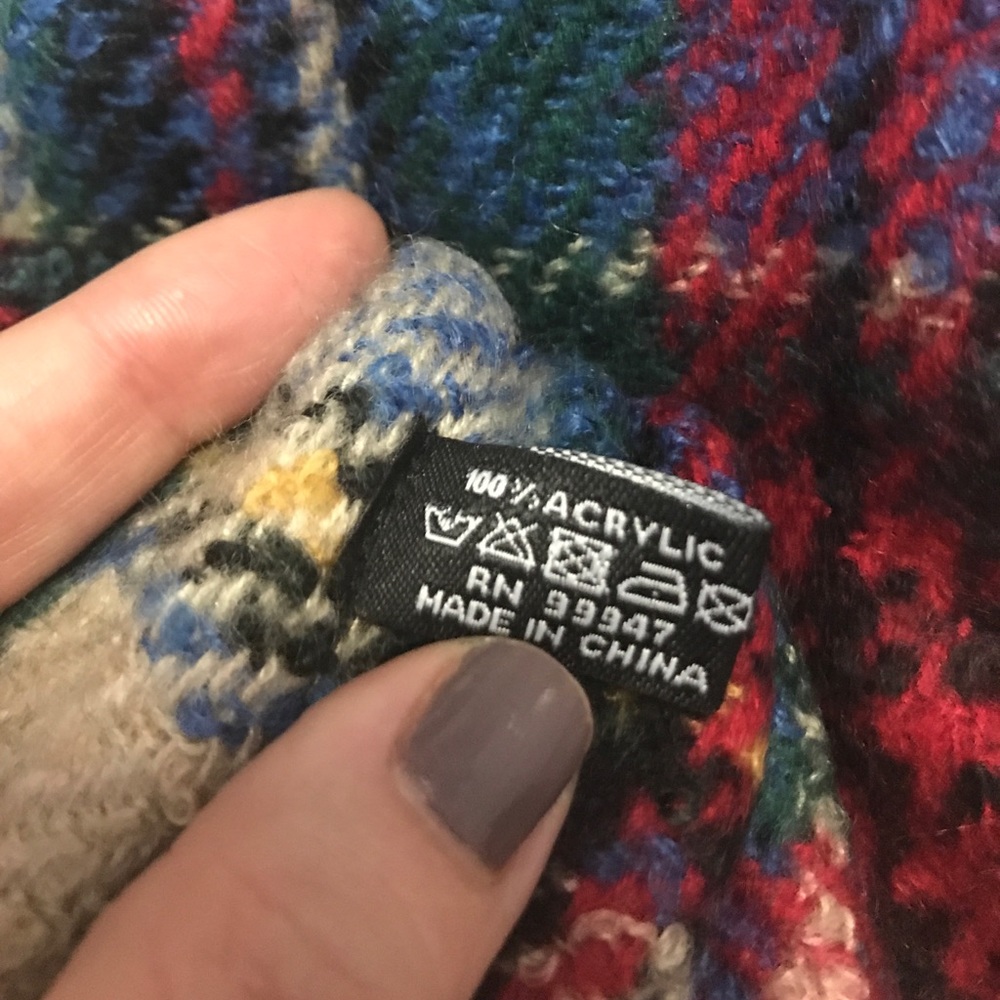 100% ACRYLIC
RN 99947
MADE IN CHINA